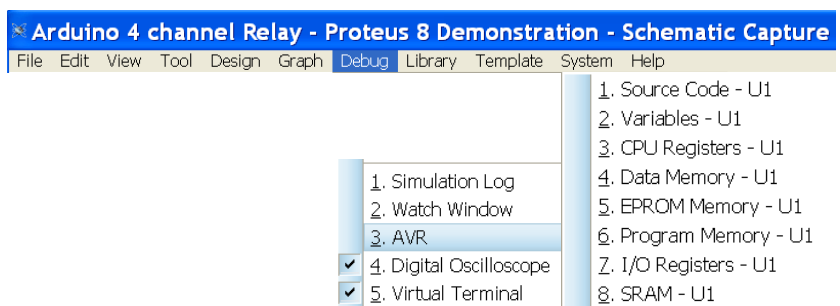 Arduino 4 channel Relay - Proteus 8 Demonstration - Schematic Capture
File Edit View Tool Design Graph Debug Library Template System Help
1. Simulation Log
2. Watch Window
3. AVR
4. Digital Oscilloscope
5. Virtual Terminal
1. Source Code - U1
2. Variables - U1
3. CPU Registers - U1
4. Data Memory - U1
5. EPROM Memory - U1
6. Program Memory - U1
7. I/O Registers - U1
8. SRAM - U1